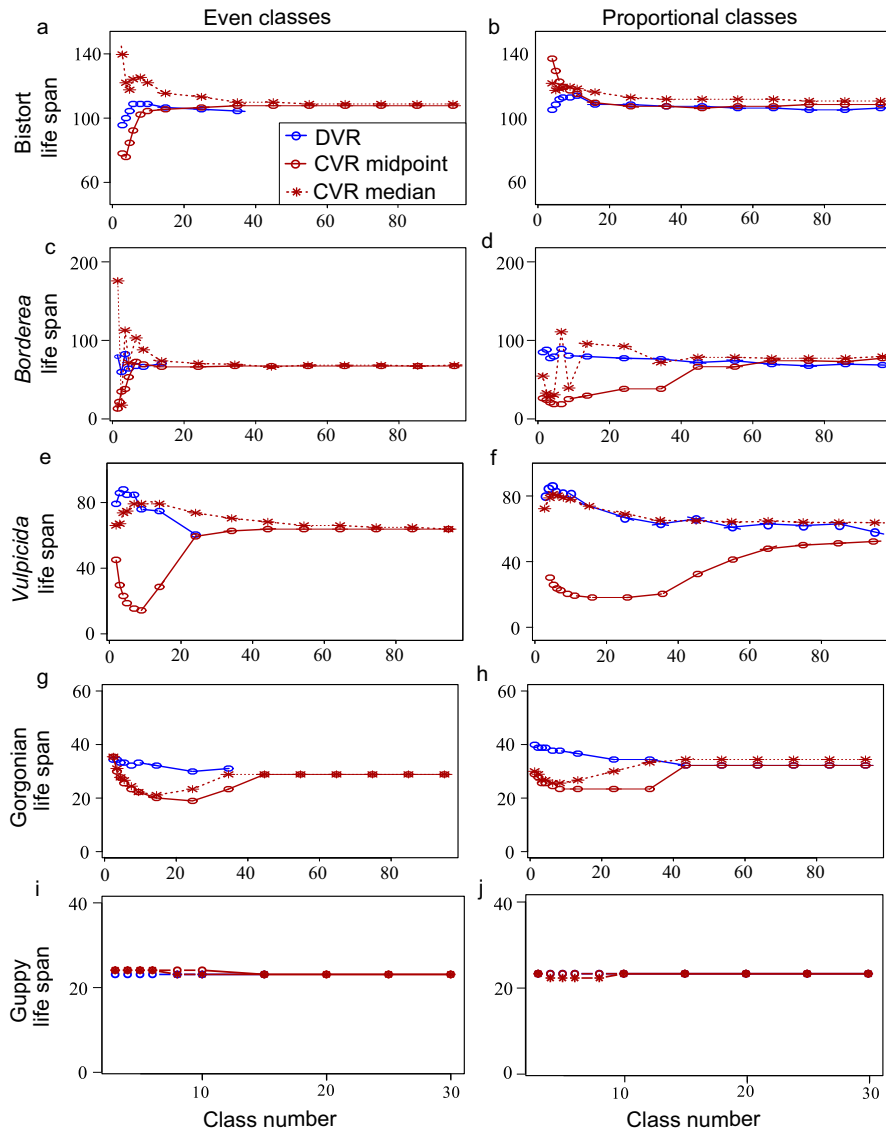 Even classes
Proportional classes
a
b
Bistort
life span
140
100
60
0 20 40 60 80
DVR
CVR midpoint
CVR median
140
100
60
0 20 40 60 80
c
d
Borderea
life span
200
100
0
0 20 40 60 80
200
100
0
0 20 40 60 80
e
f
Vulpicida
life span
80
40
0
0 20 40 60 80
80
40
0
0 20 40 60 80
g
h
Gorgonian
life span
60
40
20
0
0 20 40 60 80
60
40
20
0
0 20 40 60 80
i
j
Guppy
life span
40
20
0
10 20 30
Class number
40
20
0
10 20 30
Class number